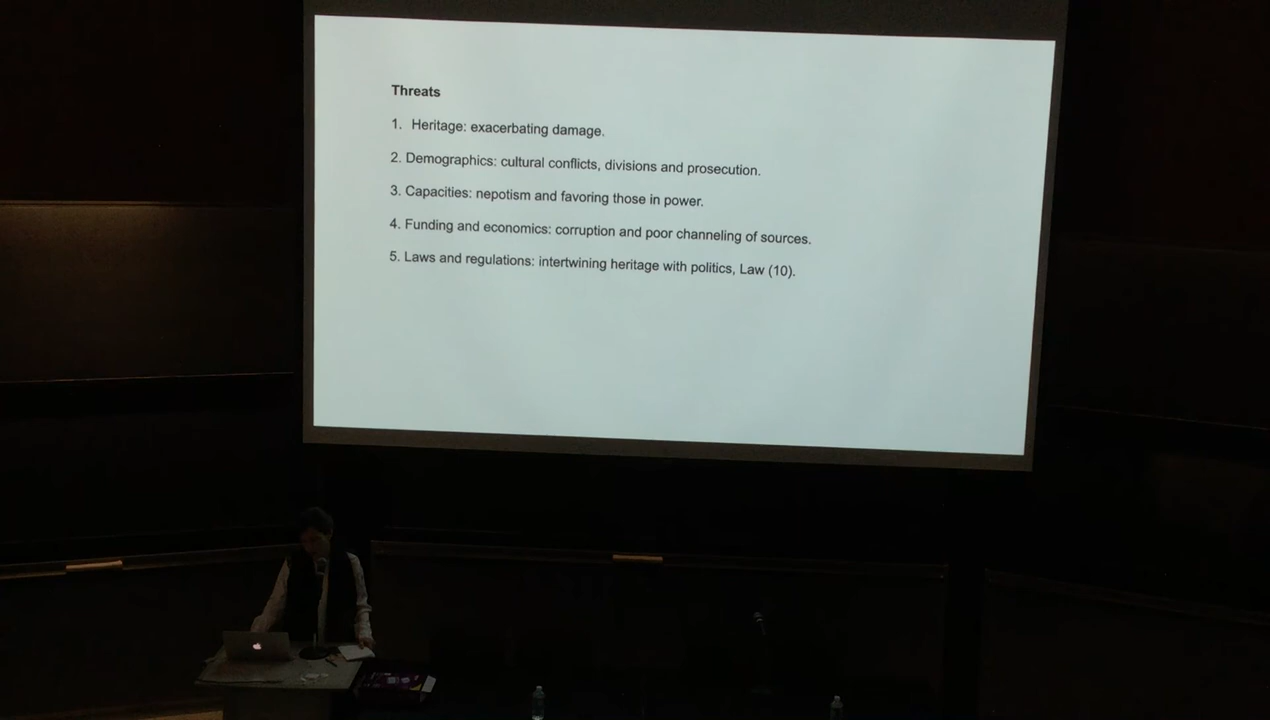 Threats
1. Heritage: exacerbating damage.
2. Demographics: cultural conflicts, divisions and prosecution.
3. Capacities: nepotism and favoring those in power.
4. Funding and economics: corruption and poor channeling of sources.
5. Laws and regulations: intertwining heritage with politics, Law (10).